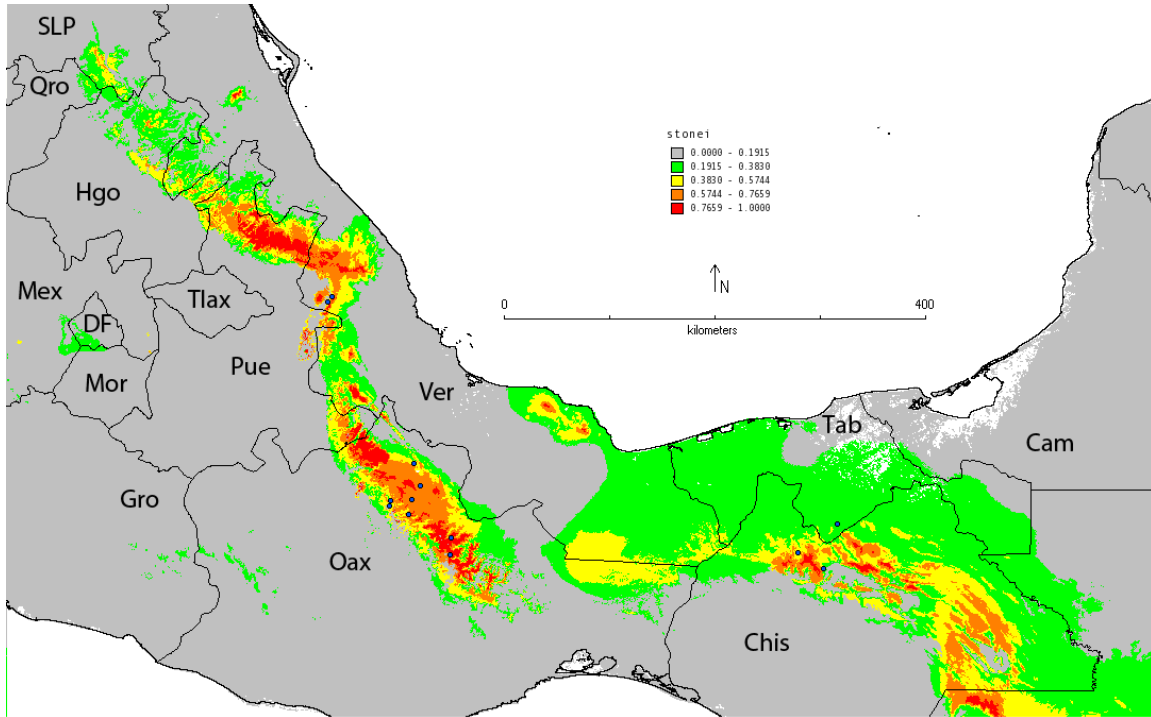 SLP
Qro
Hgo
Mex
DF
Mor
Tlax
Pue
Ver
Gro
Oax
Tab
Cam
Chis
stonei
0.0000 - 0.1915
0.1915 - 0.3830
0.3830 - 0.5744
0.5744 - 0.7659
0.7659 - 1.0000
N
0
400
kilometers